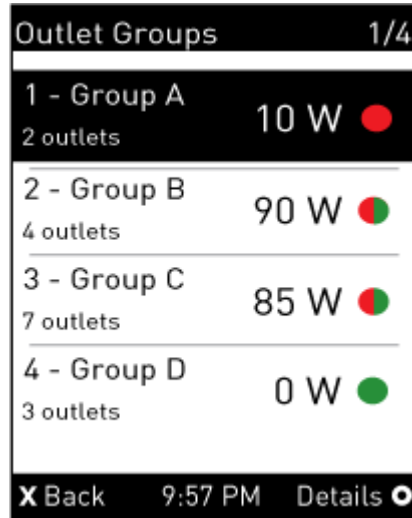 Outlet Groups 1/4
1 - Group A
10 W
2 outlets
2 - Group B
90 W
4 outlets
3 - Group C
85 W
7 outlets
4 - Group D
0 W
3 outlets
X Back 9:57 PM Details